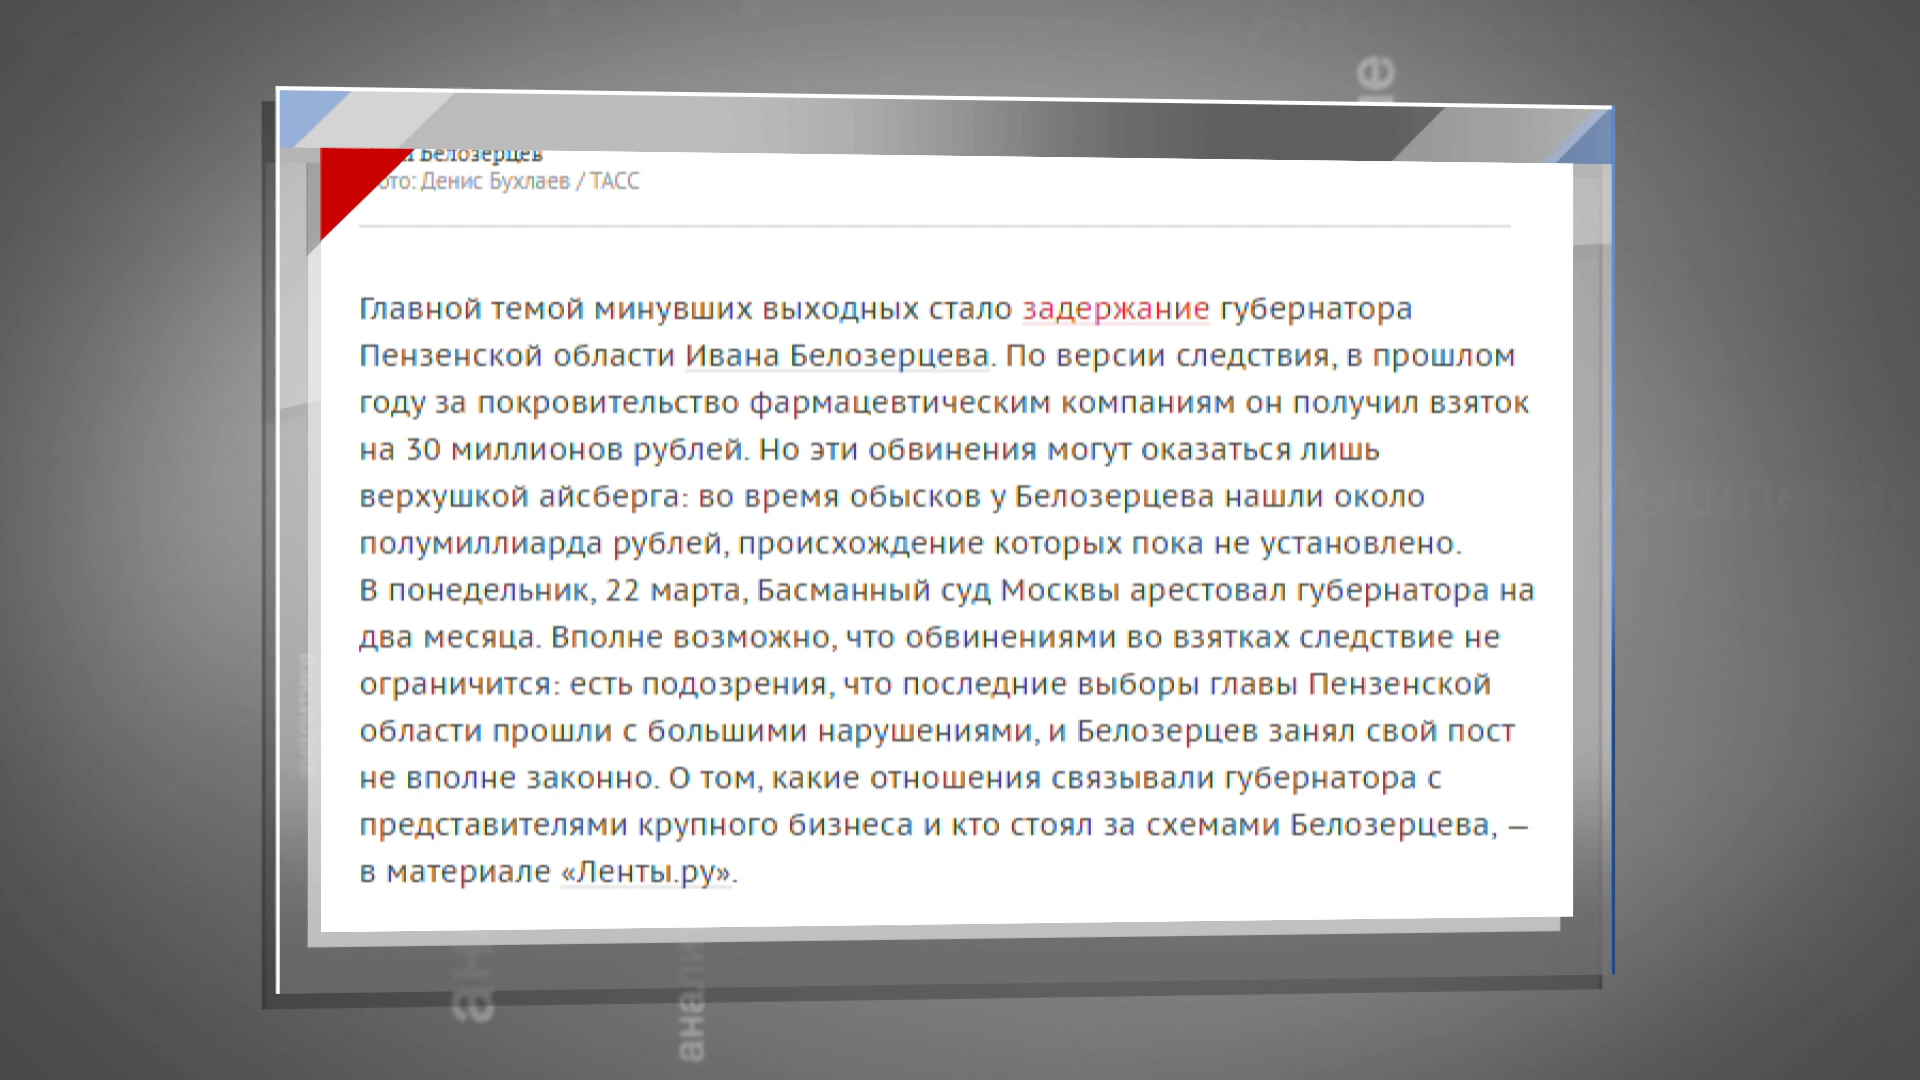 Белозерцев
Денис Бухлаев / ТАСС
Главной темой минувших выходных стало задержание губернатора
Пензенской области Ивана Белозерцева. По версии следствия, в прошлом
году за покровительство фармацевтическим компаниям он получил взяток
на 30 миллионов рублей. Но эти обвинения могут оказаться лишь
верхушкой айсберга: во время обысков у Белозерцева нашли около
полумиллиарда рублей, происхождение которых пока не установлено.
В понедельник, 22 марта, Басманный суд Москвы арестовал губернатора на
два месяца. Вполне возможно, что обвинениями во взятках следствие не
ограничится: есть подозрения, что последние выборы главы Пензенской
области прошли с большими нарушениями, и Белозерцев занял свой пост
не вполне законно. О том, какие отношения связывали губернатора с
представителями крупного бизнеса и кто стоял за схемами Белозерцева, —
в материале «Ленты.ру».